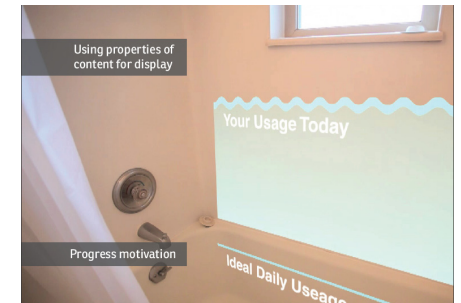 Using properties of
content for display
Your Usage Today
Progress motivation
Ideal Daily Useage